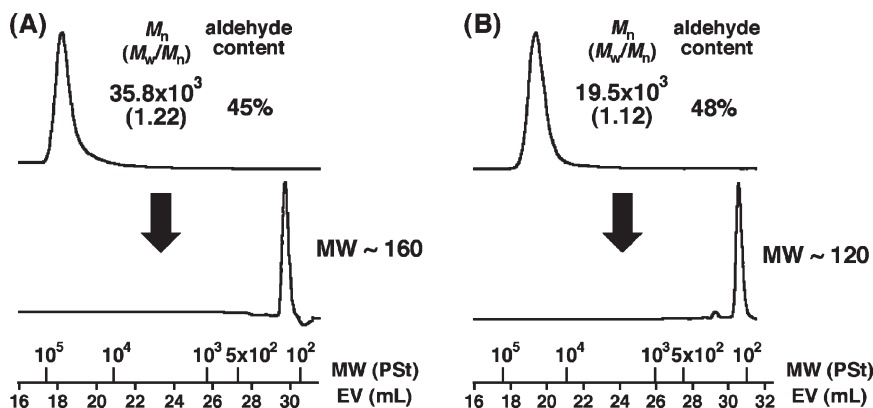 (A)
Mn (Mw/Mn) aldehyde content
35.8x10³ (1.22) 45%
MW ~ 160
10⁵ 10⁴ 10³ 5x10² 10² MW (PSt)
16 18 20 22 24 26 28 30 EV (mL)
(B)
Mn (Mw/Mn) aldehyde content
19.5x10³ (1.12) 48%
MW ~ 120
10⁵ 10⁴ 10³ 5x10² 10² MW (PSt)
16 18 20 22 24 26 28 30 32 EV (mL)